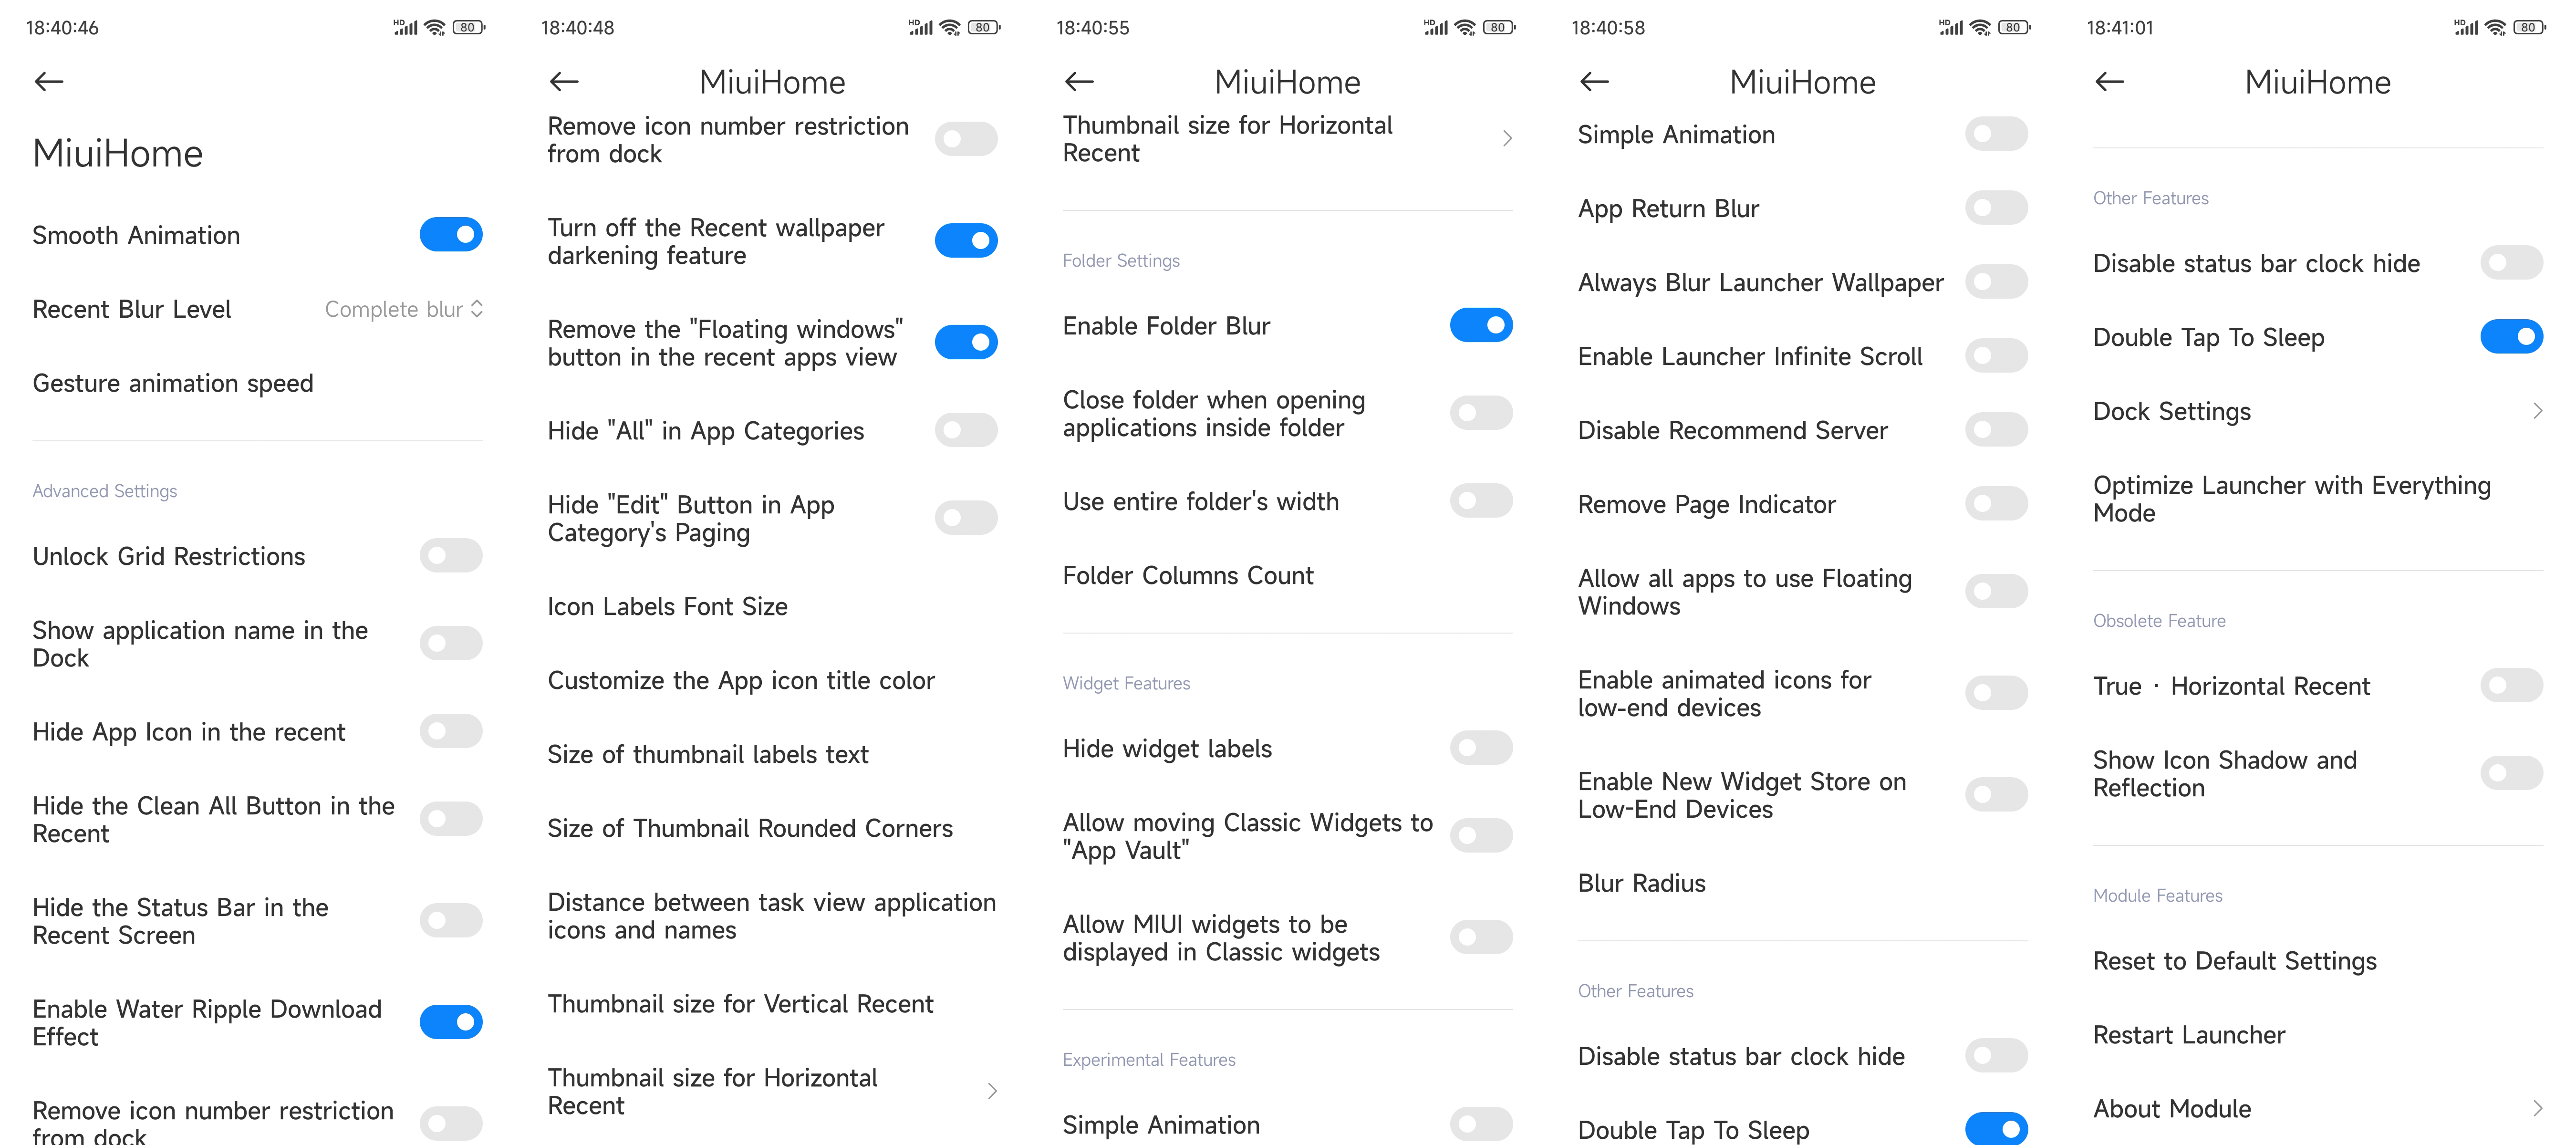 18:40:46
HD
80
MiuiHome
Smooth Animation
Recent Blur Level
Complete blur
Gesture animation speed
Advanced Settings
Unlock Grid Restrictions
Show application name in the
Dock
Hide App Icon in the recent
Hide the Clean All Button in the
Recent
Hide the Status Bar in the
Recent Screen
Enable Water Ripple Download
Effect
Remove icon number restriction
from dock
18:40:48
HD
80
MiuiHome
Remove icon number restriction
from dock
Turn off the Recent wallpaper
darkening feature
Remove the "Floating windows"
button in the recent apps view
Hide "All" in App Categories
Hide "Edit" Button in App
Category's Paging
Icon Labels Font Size
Customize the App icon title color
Size of thumbnail labels text
Size of Thumbnail Rounded Corners
Distance between task view application
icons and names
Thumbnail size for Vertical Recent
Thumbnail size for Horizontal
Recent
18:40:55
HD
80
MiuiHome
Thumbnail size for Horizontal
Recent
Folder Settings
Enable Folder Blur
Close folder when opening
applications inside folder
Use entire folder's width
Folder Columns Count
Widget Features
Hide widget labels
Allow moving Classic Widgets to
"App Vault"
Allow MIUI widgets to be
displayed in Classic widgets
Experimental Features
Simple Animation
18:40:58
HD
80
MiuiHome
Simple Animation
App Return Blur
Always Blur Launcher Wallpaper
Enable Launcher Infinite Scroll
Disable Recommend Server
Remove Page Indicator
Allow all apps to use Floating
Windows
Enable animated icons for
low-end devices
Enable New Widget Store on
Low-End Devices
Blur Radius
Other Features
Disable status bar clock hide
Double Tap To Sleep
18:41:01
HD
80
MiuiHome
Other Features
Disable status bar clock hide
Double Tap To Sleep
Dock Settings
Optimize Launcher with Everything
Mode
Obsolete Feature
True · Horizontal Recent
Show Icon Shadow and
Reflection
Module Features
Reset to Default Settings
Restart Launcher
About Module